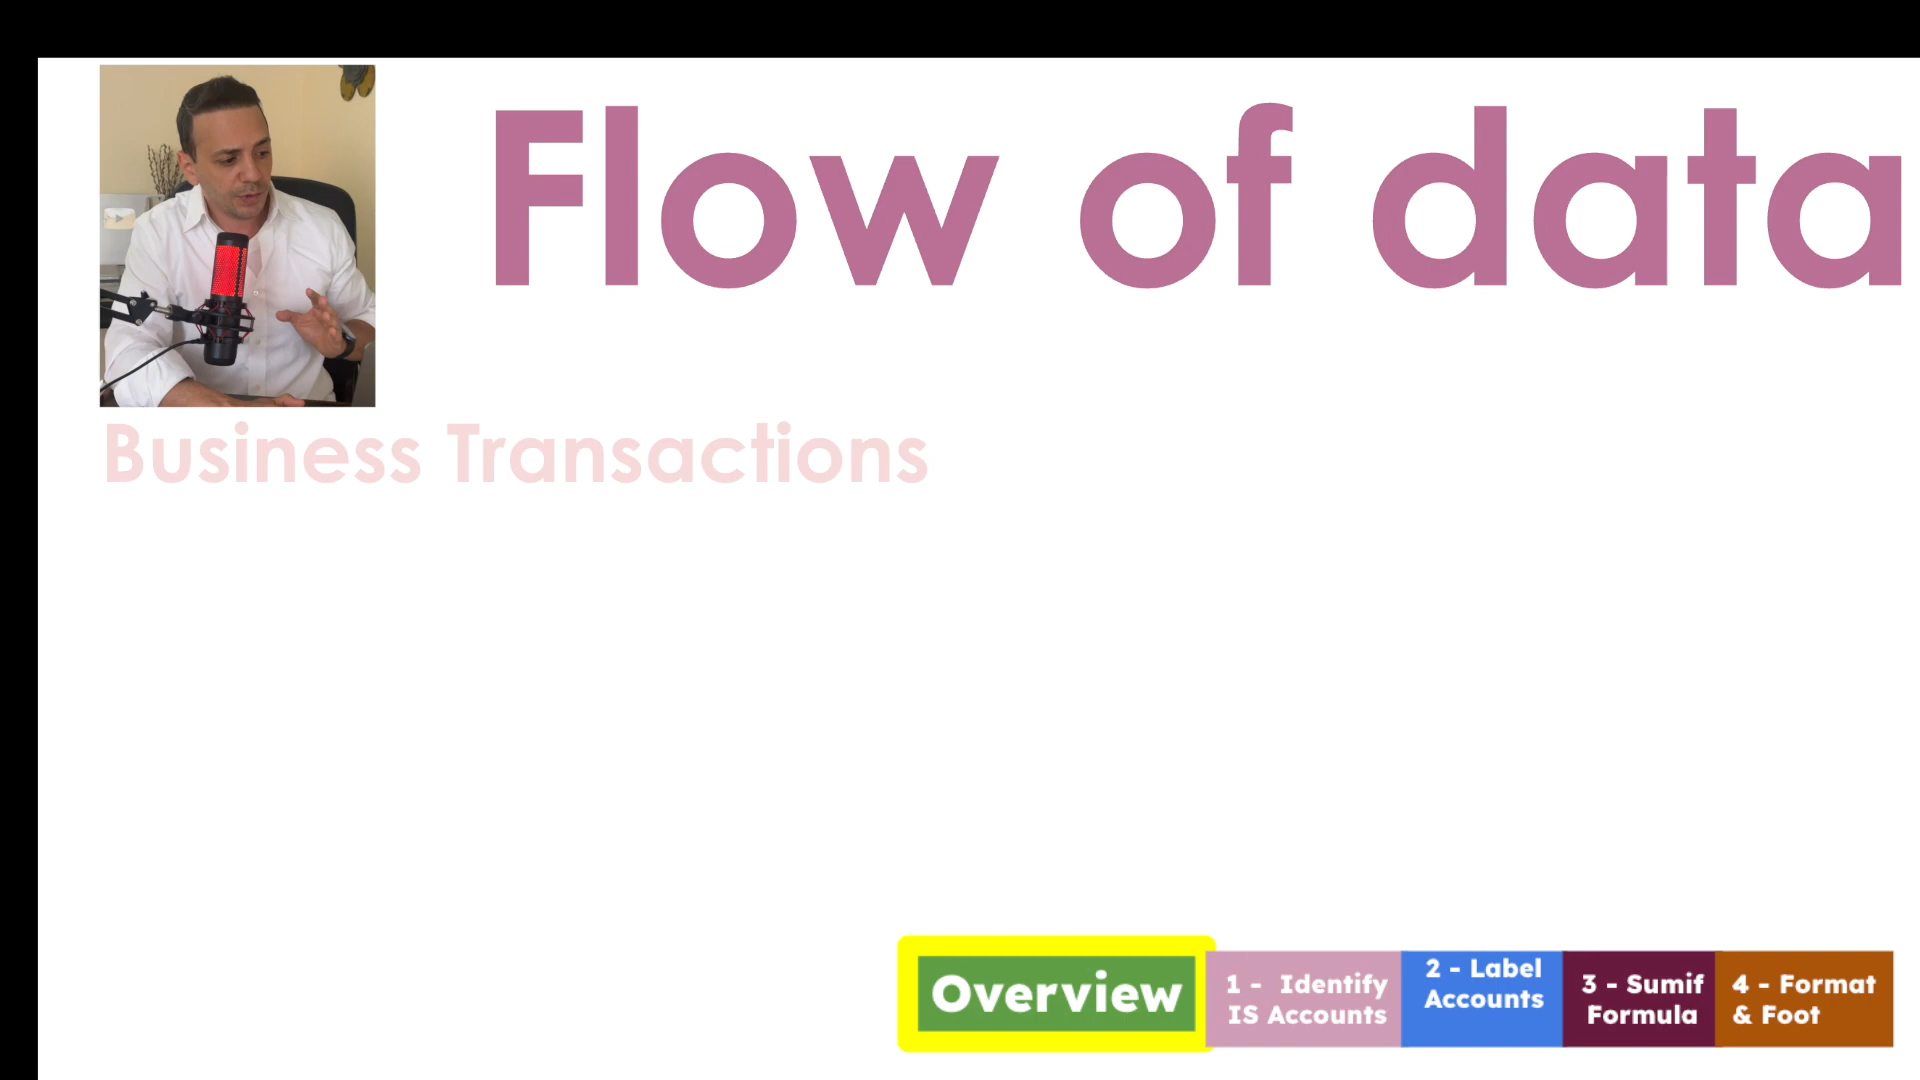 Flow of data
Business Transactions
Overview
1 - Identify
IS Accounts
2 - Label
Accounts
3 - Sumif
Formula
4 - Format
& Foot